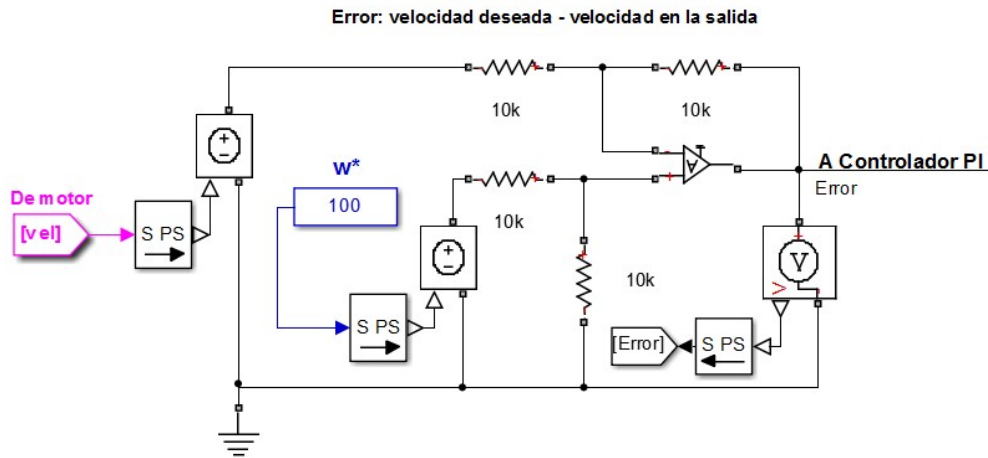 Error: velocidad deseada - velocidad en la salida
10k
10k
w*
100
De motor
[vel]
S PS
10k
A Controlador PI
Error
V
10k
S PS
[Error]
S PS